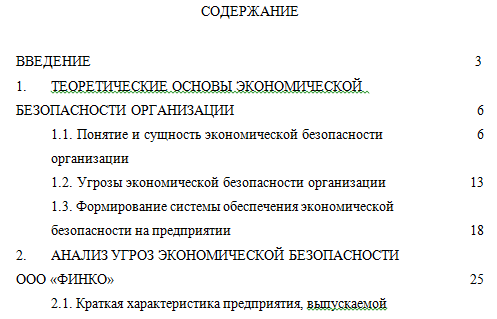 СОДЕРЖАНИЕ
ВВЕДЕНИЕ 3
1. ТЕОРЕТИЧЕСКИЕ ОСНОВЫ ЭКОНОМИЧЕСКОЙ
БЕЗОПАСНОСТИ ОРГАНИЗАЦИИ 6
1.1. Понятие и сущность экономической безопасности 6
организации
1.2. Угрозы экономической безопасности организации 13
1.3. Формирование системы обеспечения экономической
безопасности на предприятии 18
2. АНАЛИЗ УГРОЗ ЭКОНОМИЧЕСКОЙ БЕЗОПАСНОСТИ
ООО «ФИНКО» 25
2.1. Краткая характеристика предприятия, выпускаемой